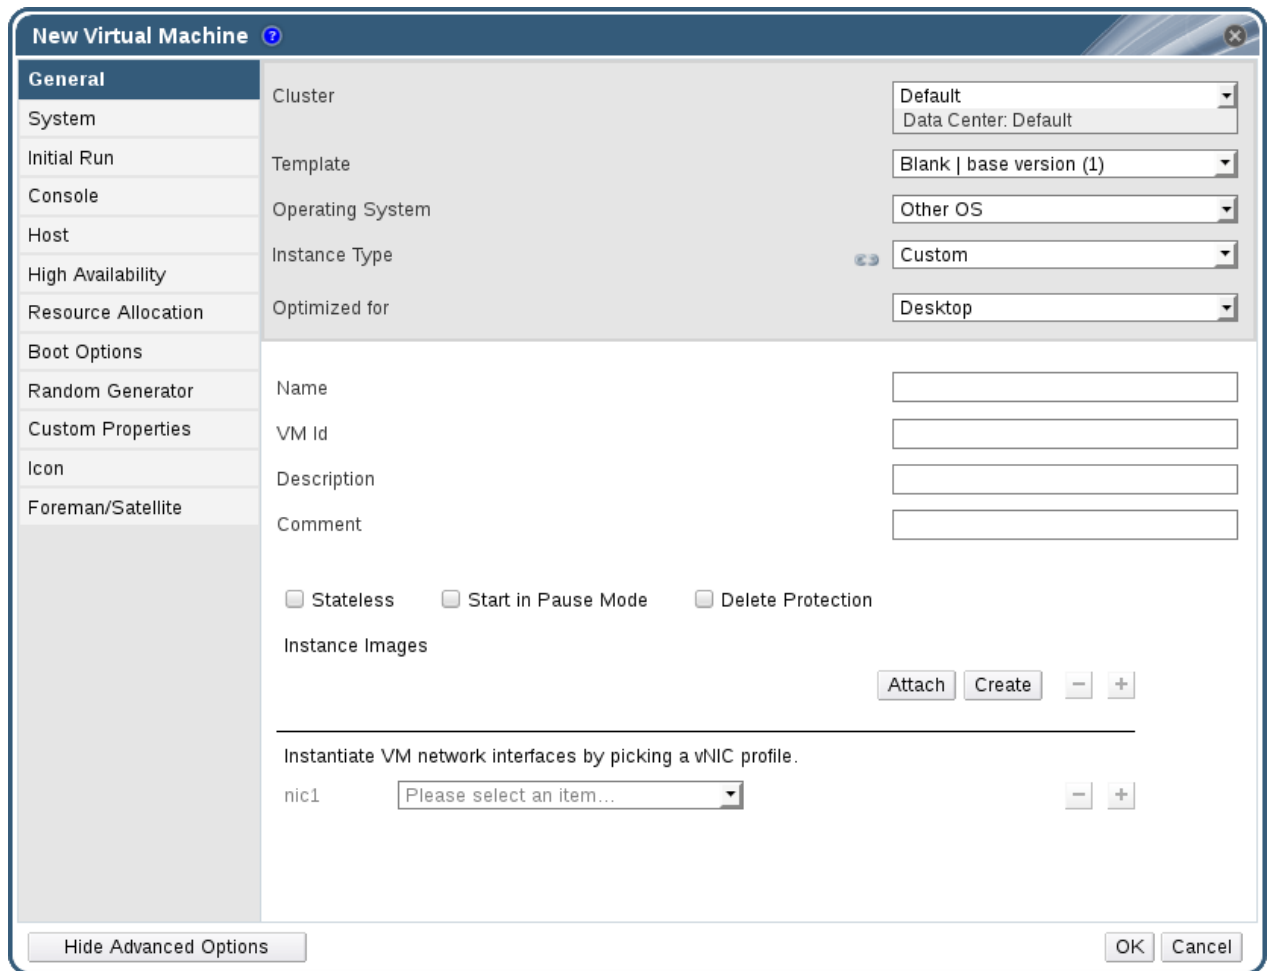 New Virtual Machine ?
General
System
Initial Run
Console
Host
High Availability
Resource Allocation
Boot Options
Random Generator
Custom Properties
Icon
Foreman/Satellite
Cluster Default
Data Center: Default
Template Blank | base version (1)
Operating System Other OS
Instance Type Custom
Optimized for Desktop
Name
VM Id
Description
Comment
Stateless Start in Pause Mode Delete Protection
Instance Images
Attach Create - +
Instantiate VM network interfaces by picking a vNIC profile.
nic1 Please select an item... - +
Hide Advanced Options OK Cancel